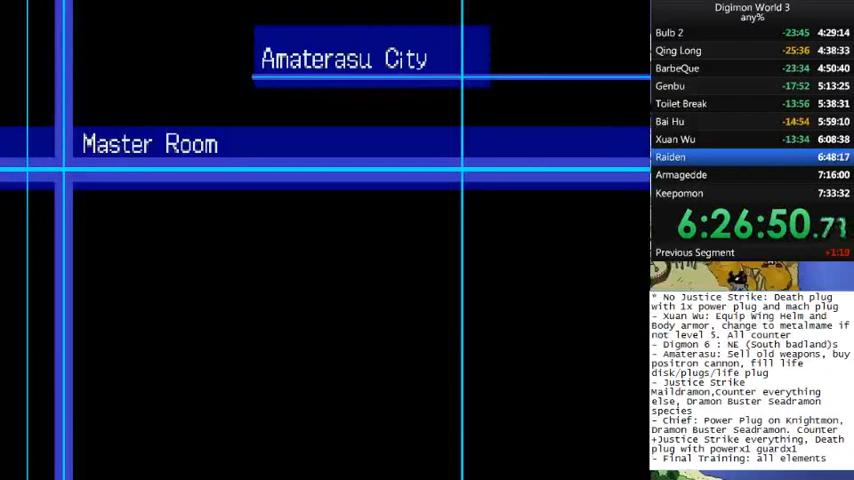 Amaterasu City
Master Room
Digimon World 3
any%
Bulb 2 -23:45 4:29:14
Qing Long -25:36 4:38:33
BarbeQue -23:34 4:50:40
Genbu -17:52 5:13:25
Toilet Break -13:56 5:38:31
Bai Hu -14:54 5:59:10
Xuan Wu -13:34 6:08:38
Raiden 6:48:17
Armagedde 7:16:00
Keepomon 7:33:32
6:26:50.73
Previous Segment +1:19
* No Justice Strike: Death plug
with 1x power plug and mach plug
- Xuan Wu: Equip Wing Helm and
Body armor, change to metalmame if
not level 5. All counter
- Digmon 6 : NE (South badland)s
- Amaterasu: Sell old weapons, buy
positron cannon, fill life
disk/plugs/life plug
- Justice Strike
Maildramon,Counter everything
else, Dramon Buster Seadramon
species
- Chief: Power Plug on Knightmon,
Dramon Buster Seadramon. Counter
+Justice Strike everything, Death
plug with powerx1 guardx1
- Final Training: all elements